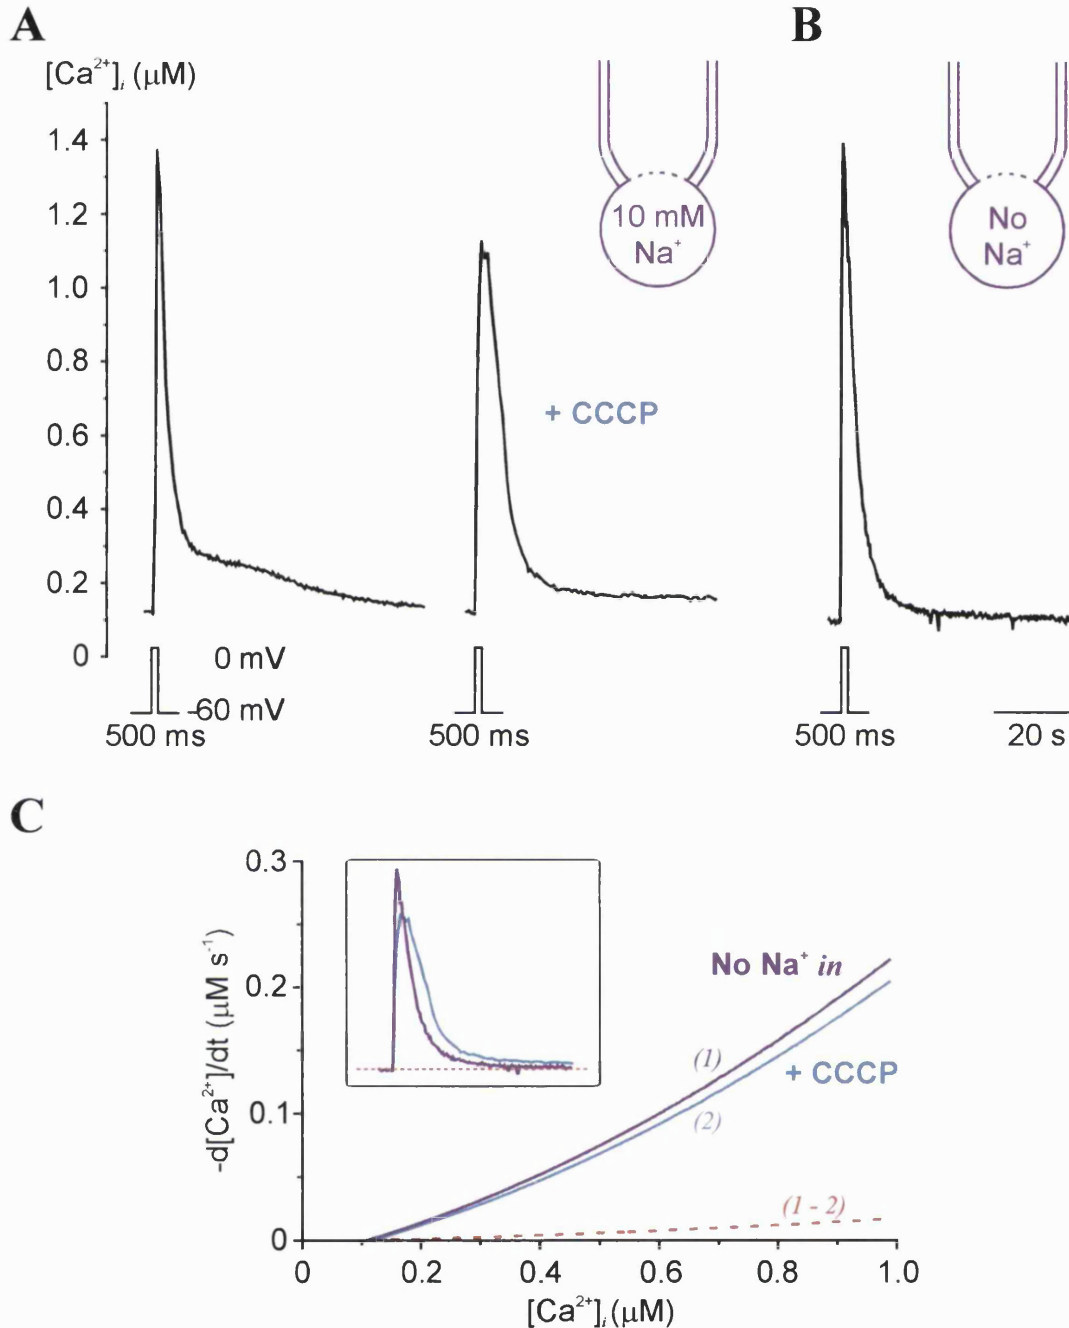 A
B
[Ca²⁺]ᵢ (μM)
1.4
1.2
1.0
0.8
0.6
0.4
0.2
0
10 mM
Na⁺
No
Na⁺
+ CCCP
0 mV
-60 mV
500 ms
500 ms
500 ms
20 s
C
0.3
0.2
0.1
0
-d[Ca²⁺]/dt (μM s⁻¹)
No Na⁺ in
(1)
+ CCCP
(2)
(1 - 2)
0
0.2
0.4
0.6
0.8
1.0
[Ca²⁺]ᵢ (μM)